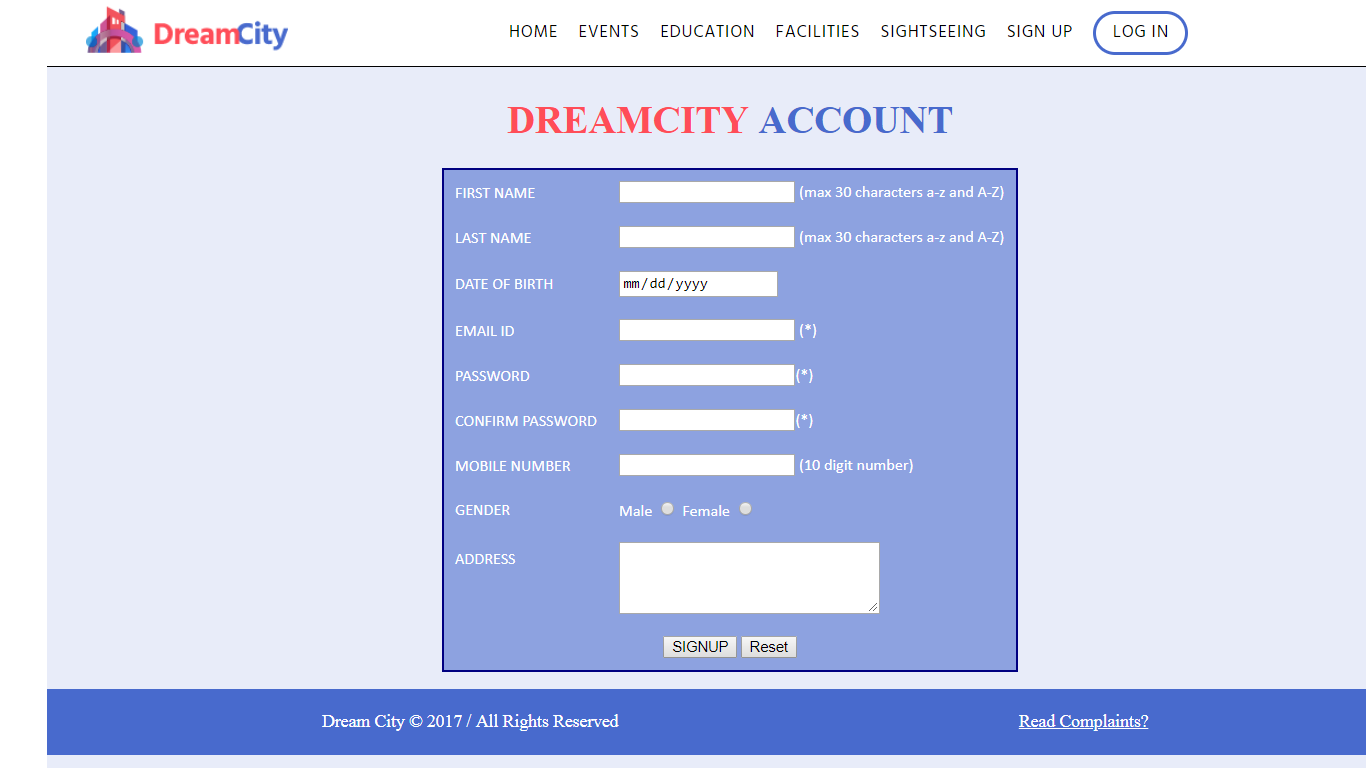 DreamCity HOME EVENTS EDUCATION FACILITIES SIGHTSEEING SIGN UP LOG IN
DREAMCITY ACCOUNT
FIRST NAME (max 30 characters a-z and A-Z)
LAST NAME (max 30 characters a-z and A-Z)
DATE OF BIRTH mm/dd/yyyy
EMAIL ID (*)
PASSWORD (*)
CONFIRM PASSWORD (*)
MOBILE NUMBER (10 digit number)
GENDER Male Female
ADDRESS
SIGNUP Reset
Dream City © 2017 / All Rights Reserved Read Complaints?